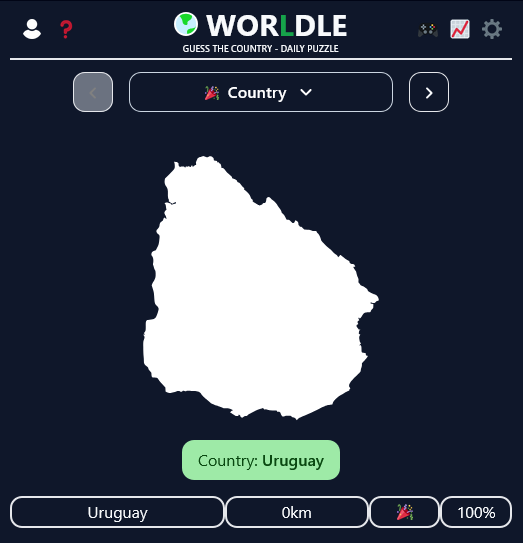 WORLDLE
GUESS THE COUNTRY - DAILY PUZZLE
Country
Country: Uruguay
Uruguay 0km 100%